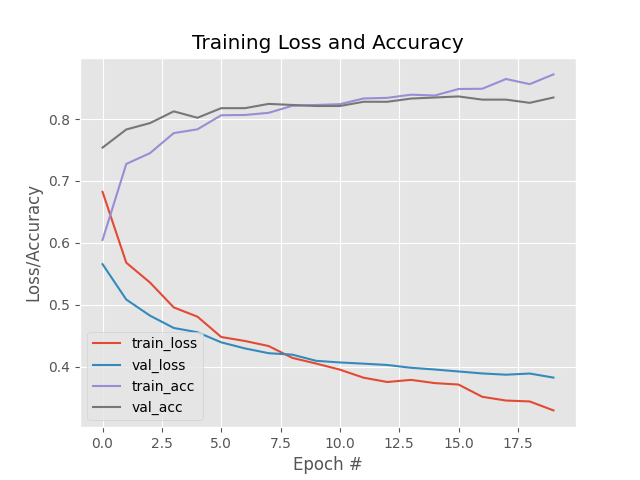 Training Loss and Accuracy
Loss/Accuracy
0.8
0.7
0.6
0.5
0.4
train_loss
val_loss
train_acc
val_acc
0.0 2.5 5.0 7.5 10.0 12.5 15.0 17.5
Epoch #